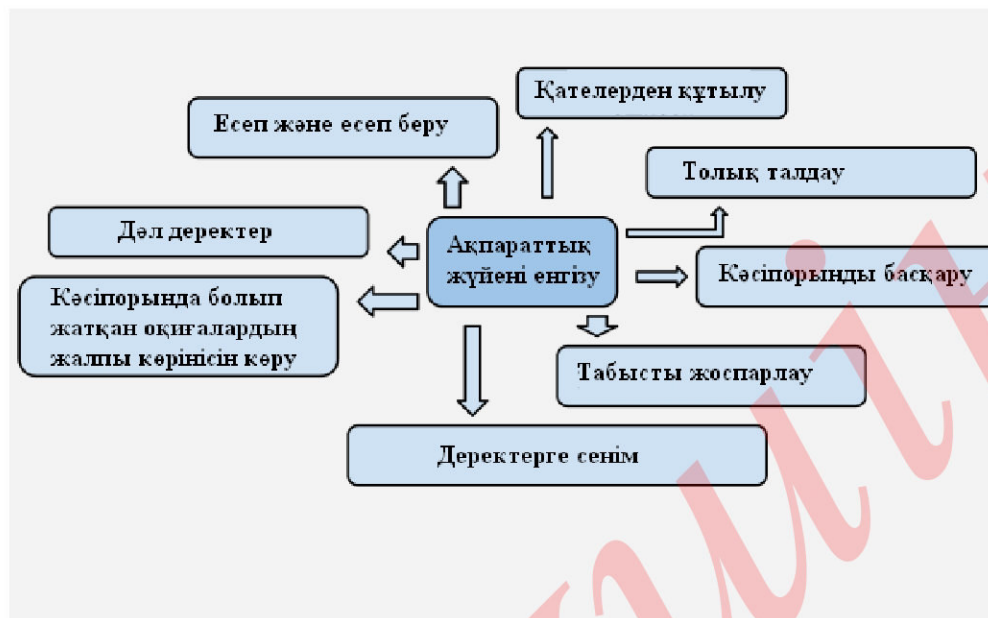 Қателерден құтылу
Есеп және есеп беру
Толық талдау
Дәл деректер
Ақпараттық
жүйені енгізу
Кәсіпорынды басқару
Кәсіпорында болып
жатқан оқиғалардың
жалпы көрінісін көру
Табысты жоспарлау
Деректерге сенім